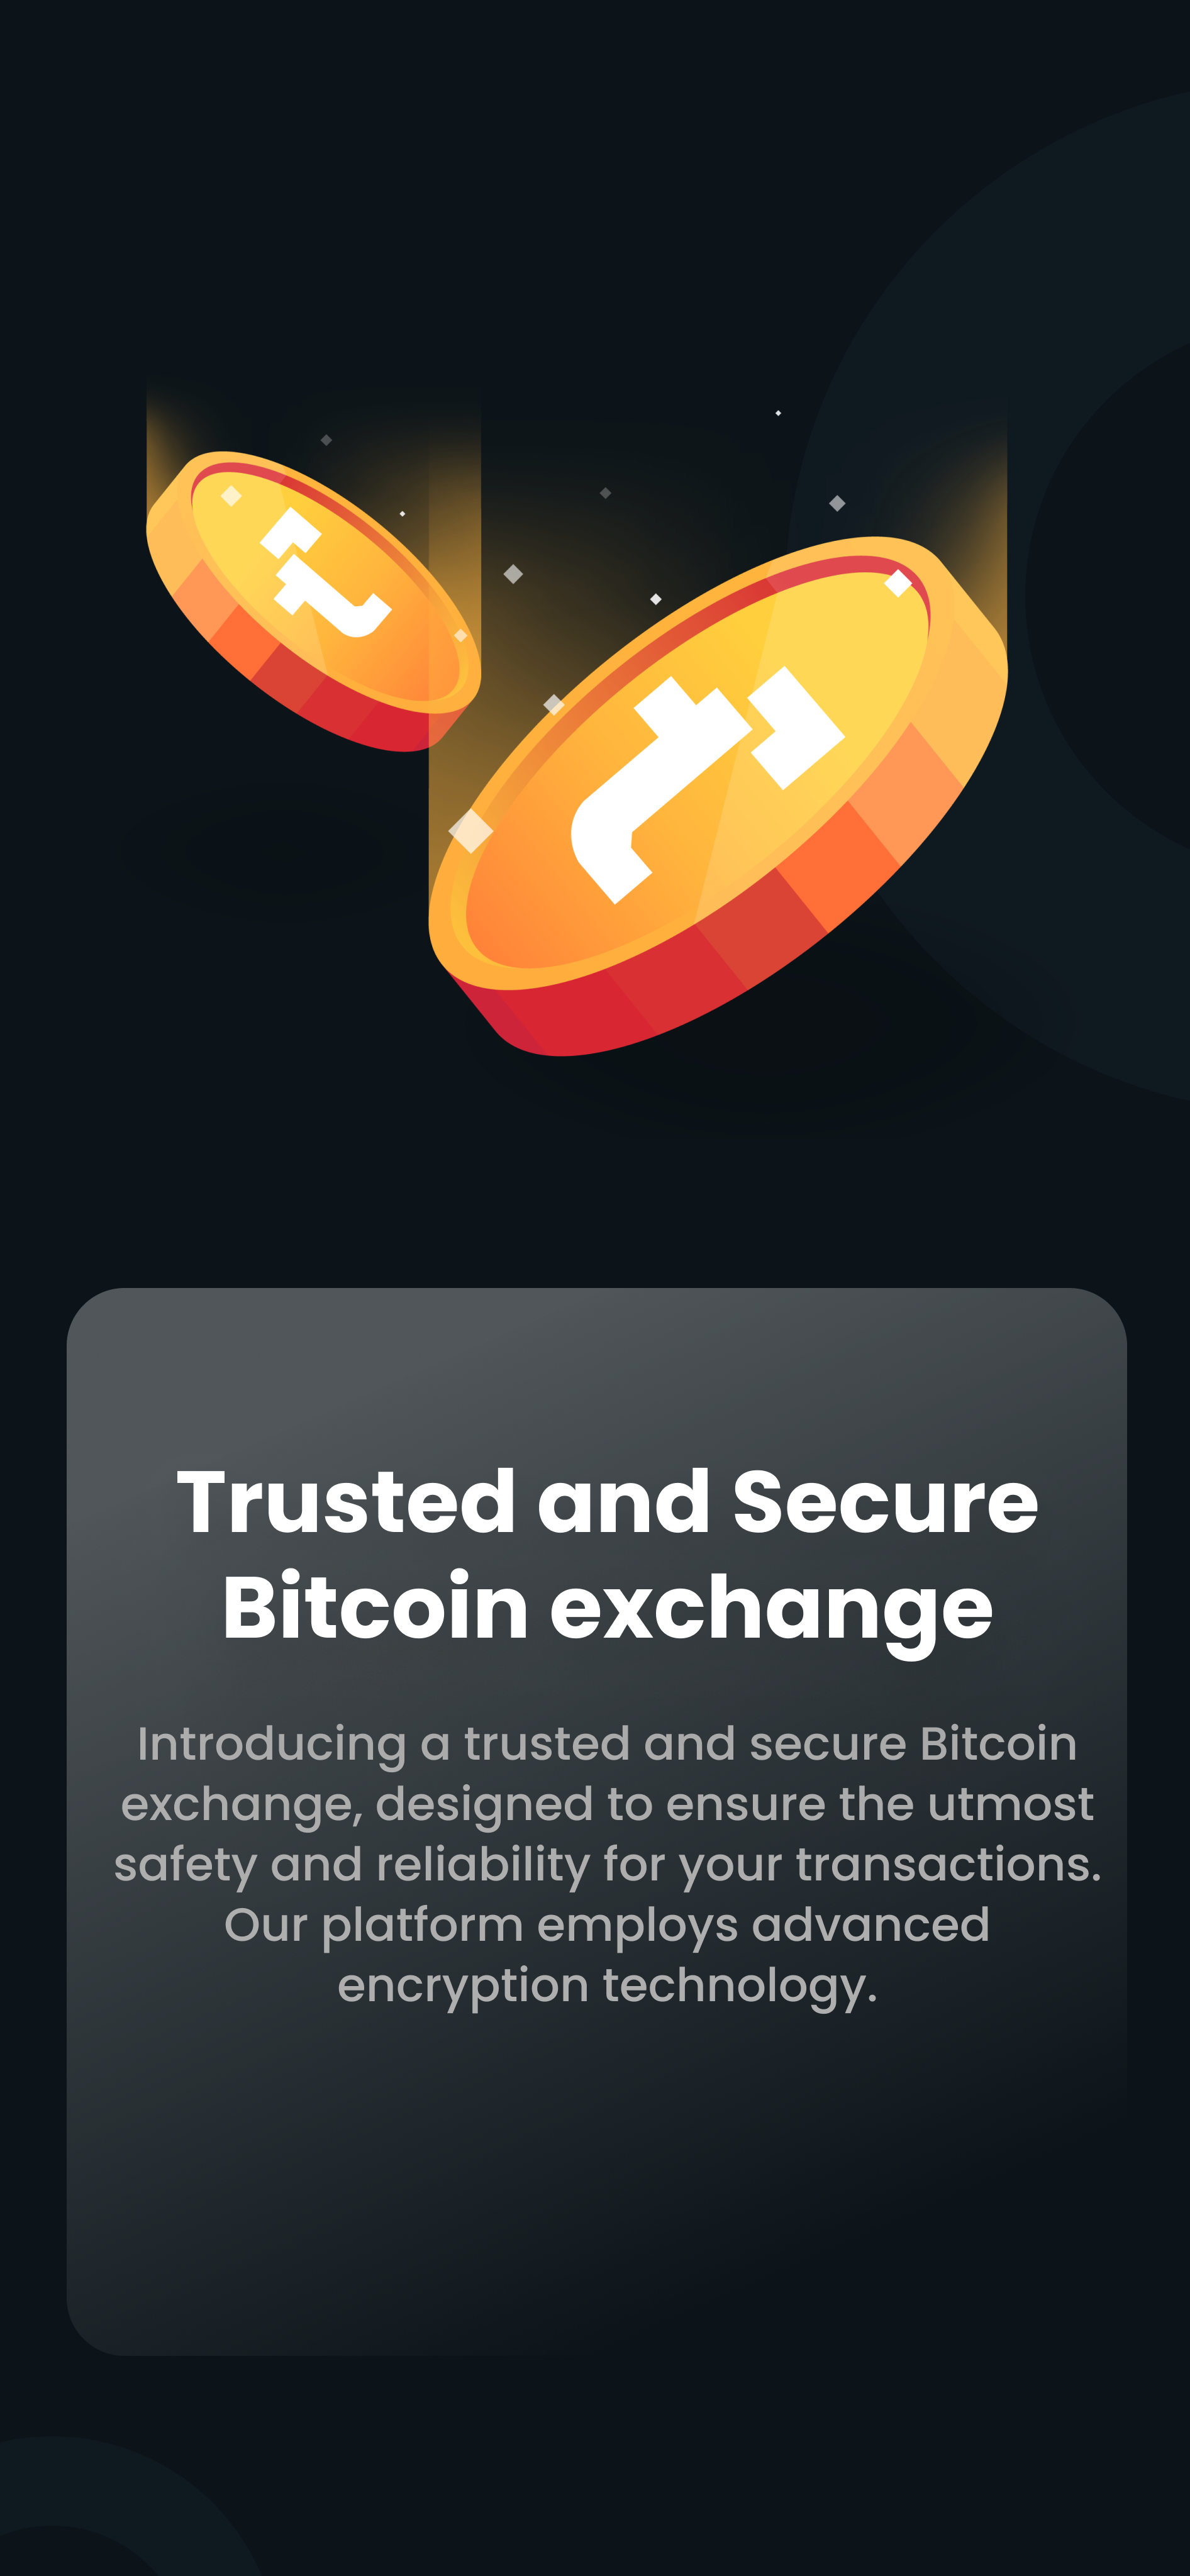 Trusted and Secure
Bitcoin exchange
Introducing a trusted and secure Bitcoin
exchange, designed to ensure the utmost
safety and reliability for your transactions.
Our platform employs advanced
encryption technology.